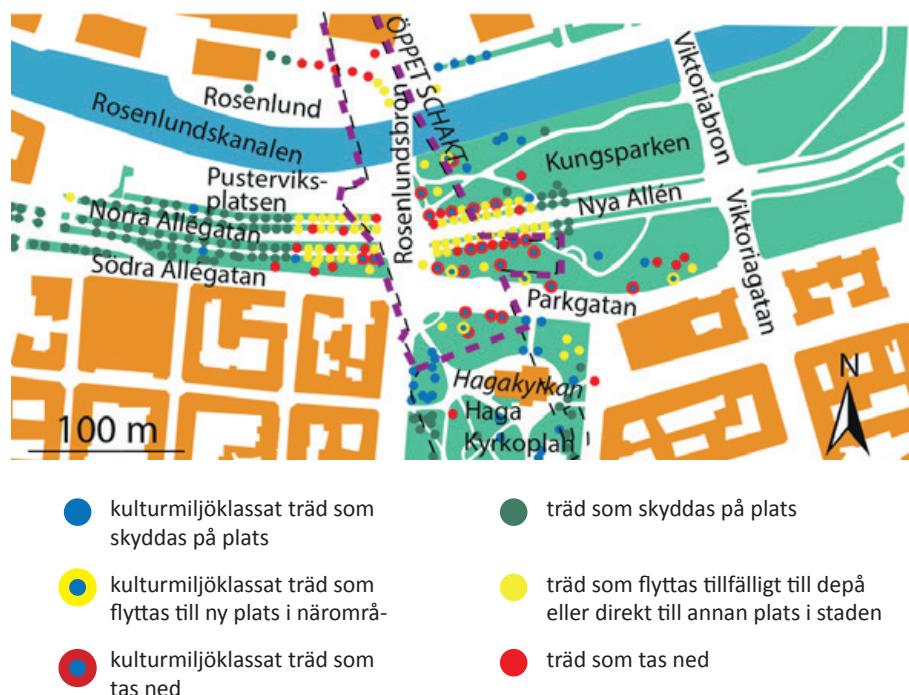 ÖPPET SCHAKT
Rosenlund
Rosenlundskanalen
Viktoriabron
Kungsparken
Pusterviks-
platsen
Rosenlundsbron
Nya Allén
Norra Allégatan
Södra Allégatan
Viktoriagatan
Parkgatan
Hagakyrkan
Haga
Kyrkoplan
N
100 m
kulturmiljöklassat träd som
skyddas på plats
kulturmiljöklassat träd som
flyttas till ny plats i närområ-
kulturmiljöklassat träd som
tas ned
träd som skyddas på plats
träd som flyttas tillfälligt till depå
eller direkt till annan plats i staden
träd som tas ned